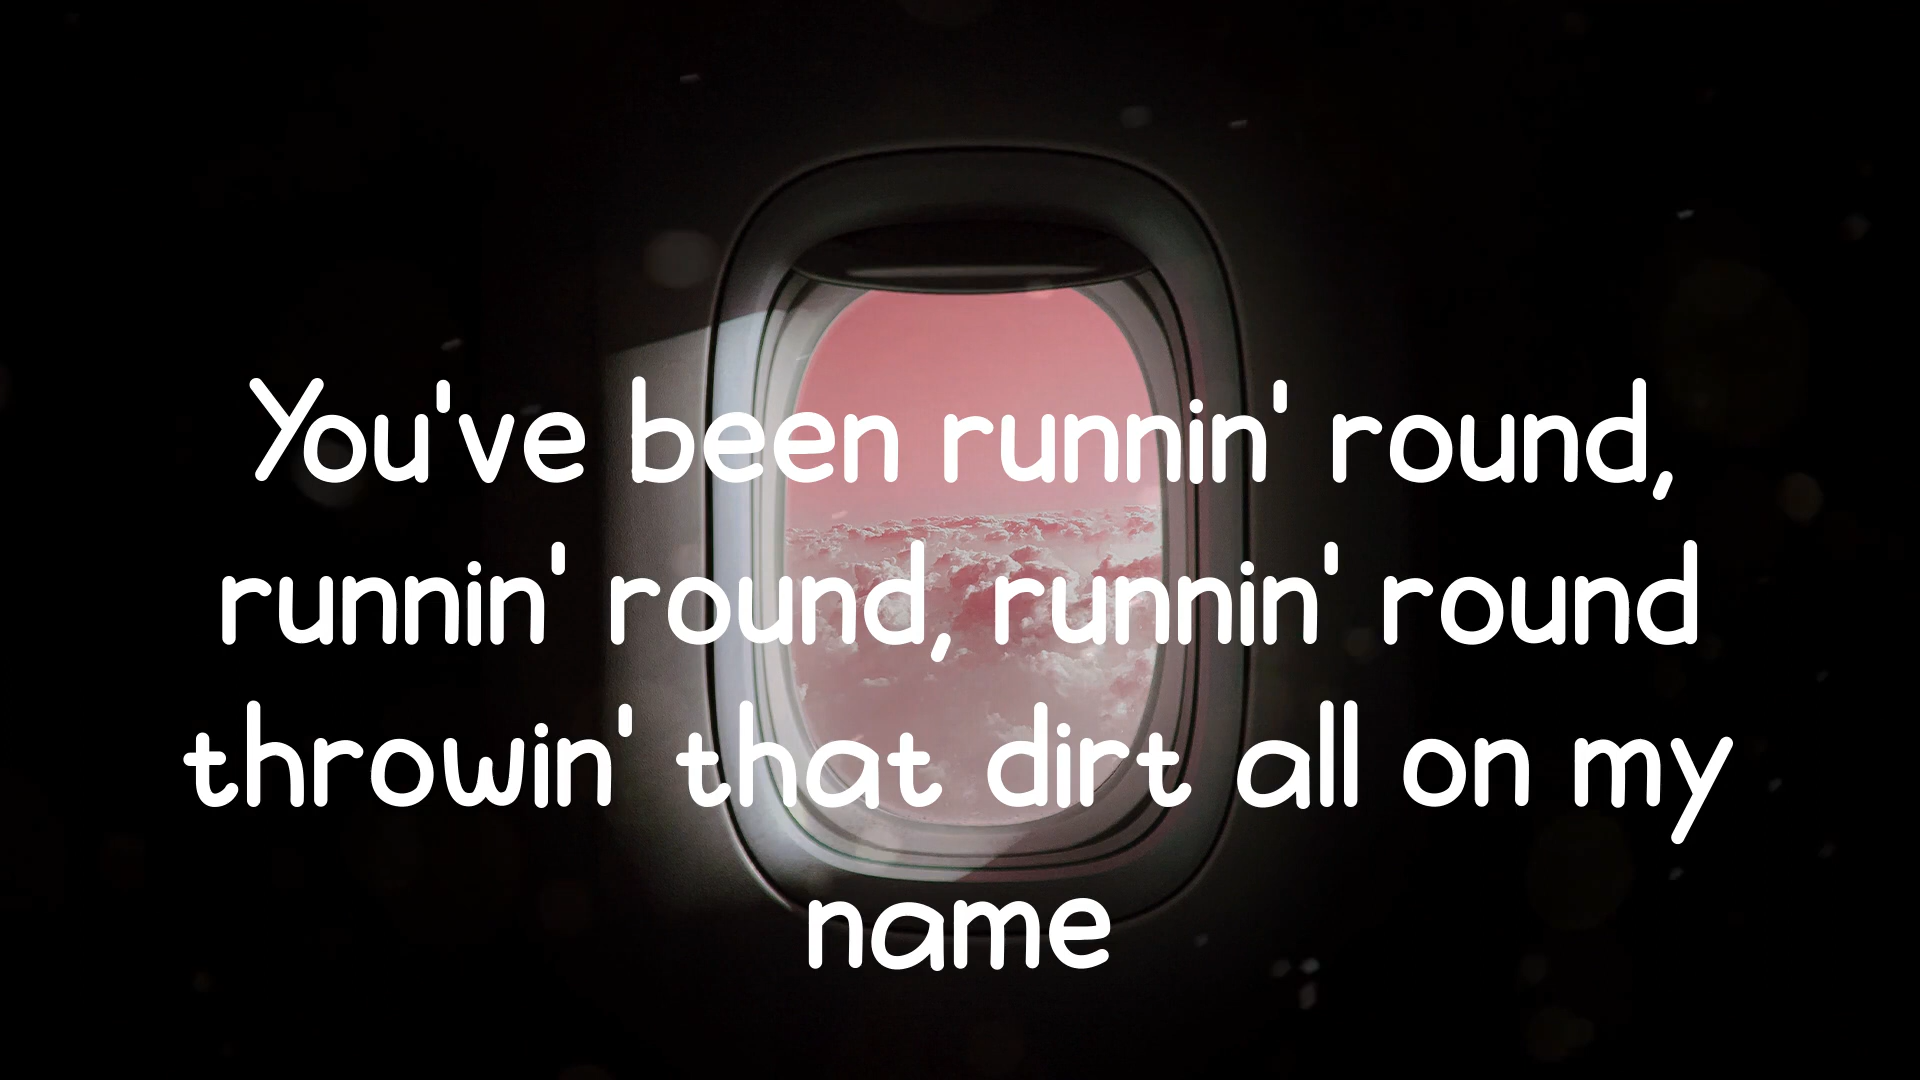 You've been runnin' round,
runnin' round, runnin' round
throwin' that dirt all on my
name